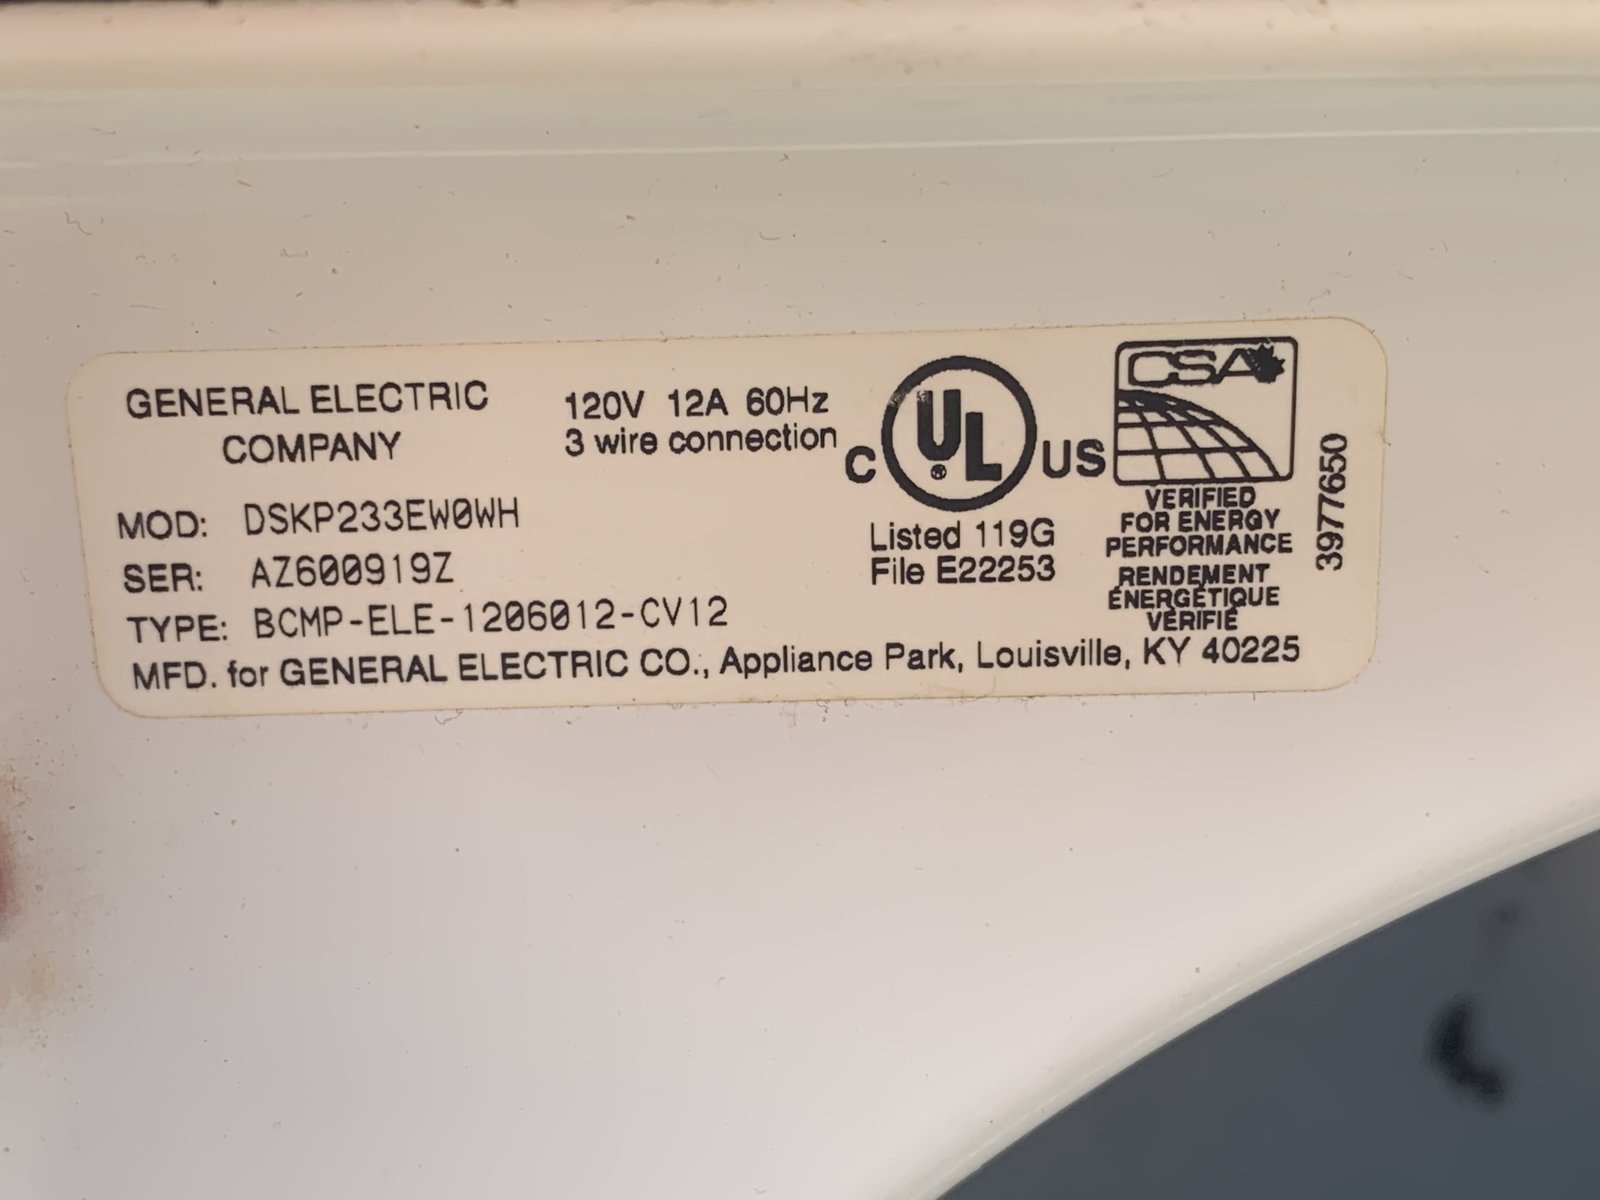 GENERAL ELECTRIC
COMPANY
120V 12A 60Hz
3 wire connection
MOD: DSKP233EW0WH
SER: AZ600919Z
TYPE: BCMP-ELE-1206012-CV12
MFD. for GENERAL ELECTRIC CO., Appliance Park, Louisville, KY 40225
C UL ® US
Listed 119G
File E22253
CSA
VERIFIED
FOR ENERGY
PERFORMANCE
RENDEMENT
ÉNERGÉTIQUE
VÉRIFIÉ
3977650